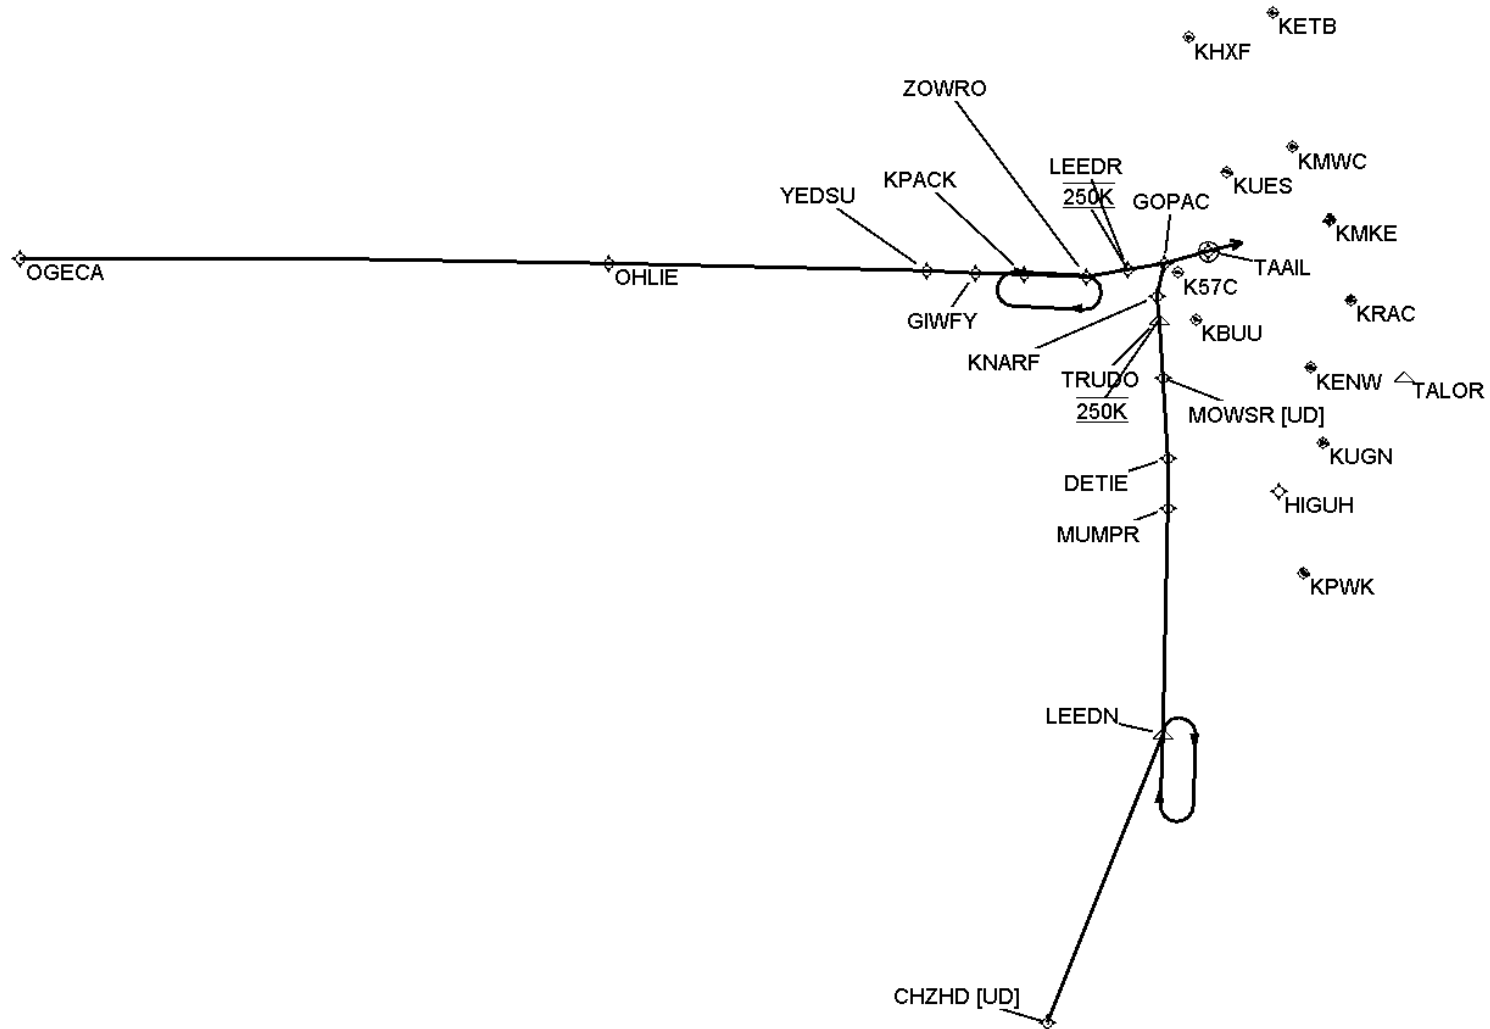 KETB
KHXF
ZOWRO
KMWC
LEEDR
250K
KPACK
KUES
YEDSU
GOPAC
KMKE
OGECA
OHLIE
TAAIL
K57C
GIWFY
KRAC
KBUU
KNARF
TRUDO
250K
KENW
TALOR
MOWSR [UD]
KUGN
DETIE
HIGUH
MUMPR
KPWK
LEEDN
CHZHD [UD]